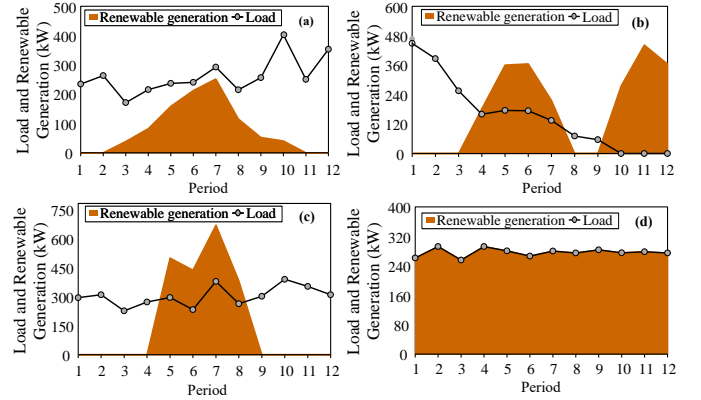 Load and Renewable
Generation (kW)
500
400
300
200
100
0
Renewable generation Load (a)
1 2 3 4 5 6 7 8 9 10 11 12
Period
Load and Renewable
Generation (kW)
600
480
360
240
120
0
Renewable generation Load (b)
1 2 3 4 5 6 7 8 9 10 11 12
Period
Load and Renewable
Generation (kW)
750
600
450
300
150
0
Renewable generation Load (c)
1 2 3 4 5 6 7 8 9 10 11 12
Period
Load and Renewable
Generation (kW)
400
320
240
160
80
0
Renewable generation Load (d)
1 2 3 4 5 6 7 8 9 10 11 12
Period